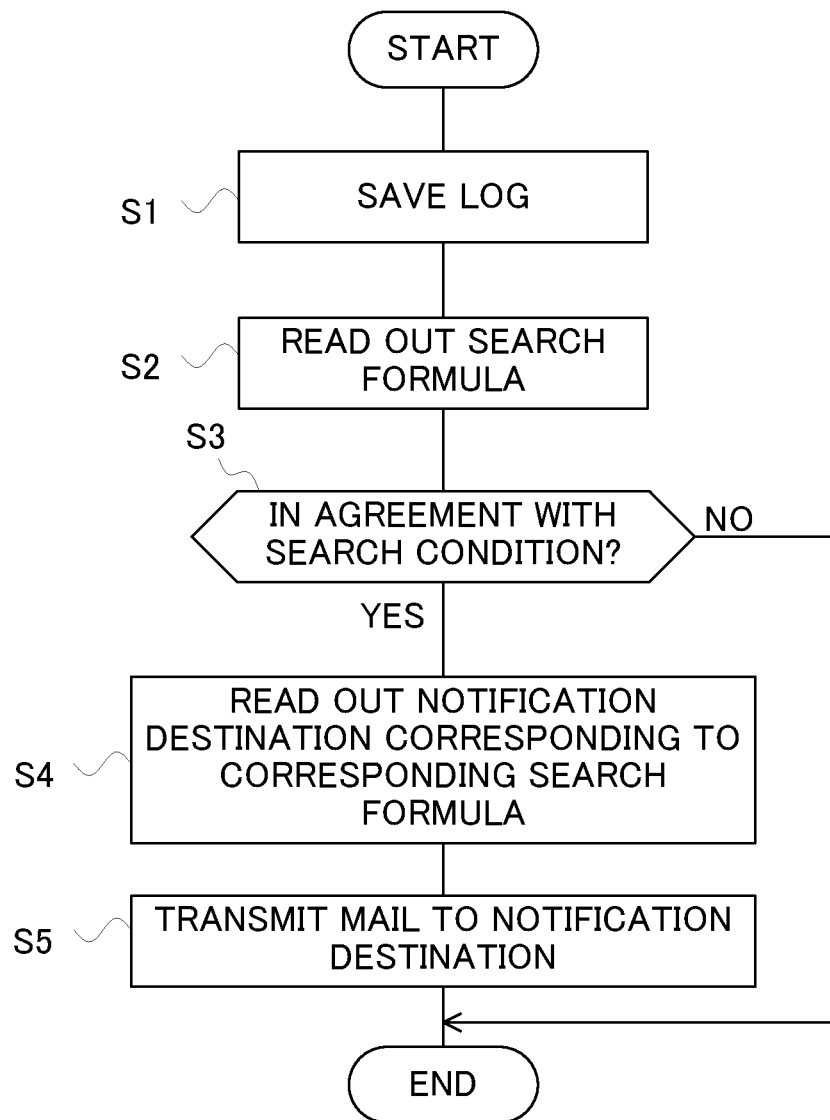 START
S1
SAVE LOG
S2
READ OUT SEARCH
FORMULA
S3
IN AGREEMENT WITH
SEARCH CONDITION?
NO
YES
S4
READ OUT NOTIFICATION
DESTINATION CORRESPONDING TO
CORRESPONDING SEARCH
FORMULA
S5
TRANSMIT MAIL TO NOTIFICATION
DESTINATION
END